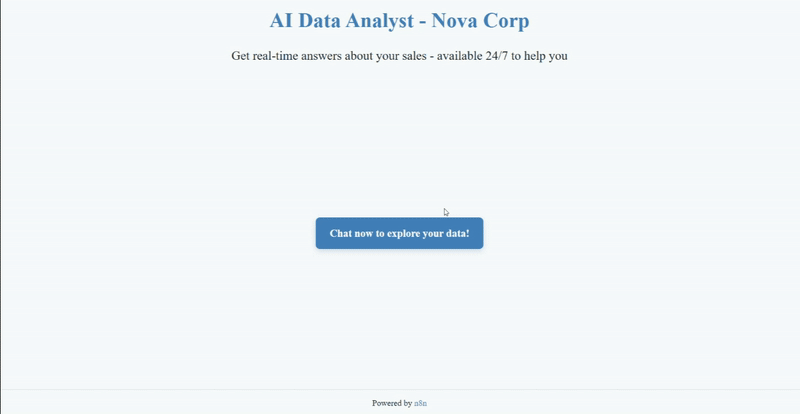 AI Data Analyst - Nova Corp
Get real-time answers about your sales - available 24/7 to help you
Chat now to explore your data!
Powered by n8n